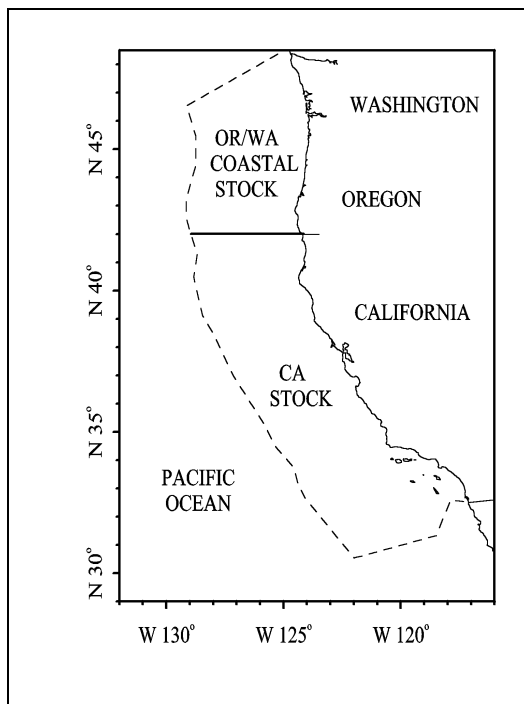 WASHINGTON
OR/WA
COASTAL
STOCK
OREGON
CALIFORNIA
CA
STOCK
PACIFIC
OCEAN
N 45°
N 40°
N 35°
N 30°
W 130°
W 125°
W 120°